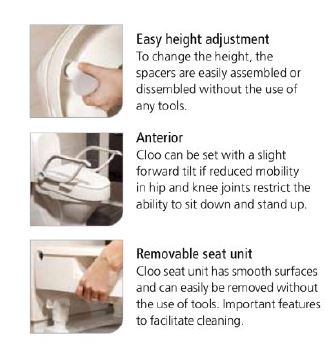 Easy height adjustment
To change the height, the
spacers are easily assembled or
dissembled without the use of
any tools.
Anterior
Cloo can be set with a slight
forward tilt if reduced mobility
in hip and knee joints restrict the
ability to sit down and stand up.
Removable seat unit
Cloo seat unit has smooth surfaces
and can easily be removed without
the use of tools. Important features
to facilitate cleaning.